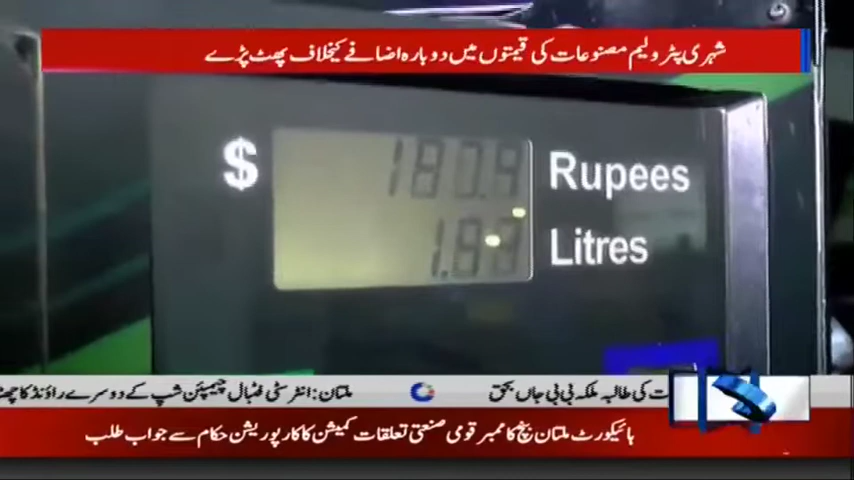 شہری پٹرولیم مصنوعات کی قیمتوں میں دوبارہ اضافے کیخلاف پھٹ پڑے
$ 180.9 Rupees
Litres
کی طالبہ ملکہ بی بی جاں بحق
ملتان: انٹرسٹی فٹبال چیمپئن شپ کے دوسرے راؤنڈ کا
ہائیکورٹ ملتان بنچ کا ممبر قومی صنعتی تعلقات کمیشن کا کارپوریشن حکام سے جواب طلب